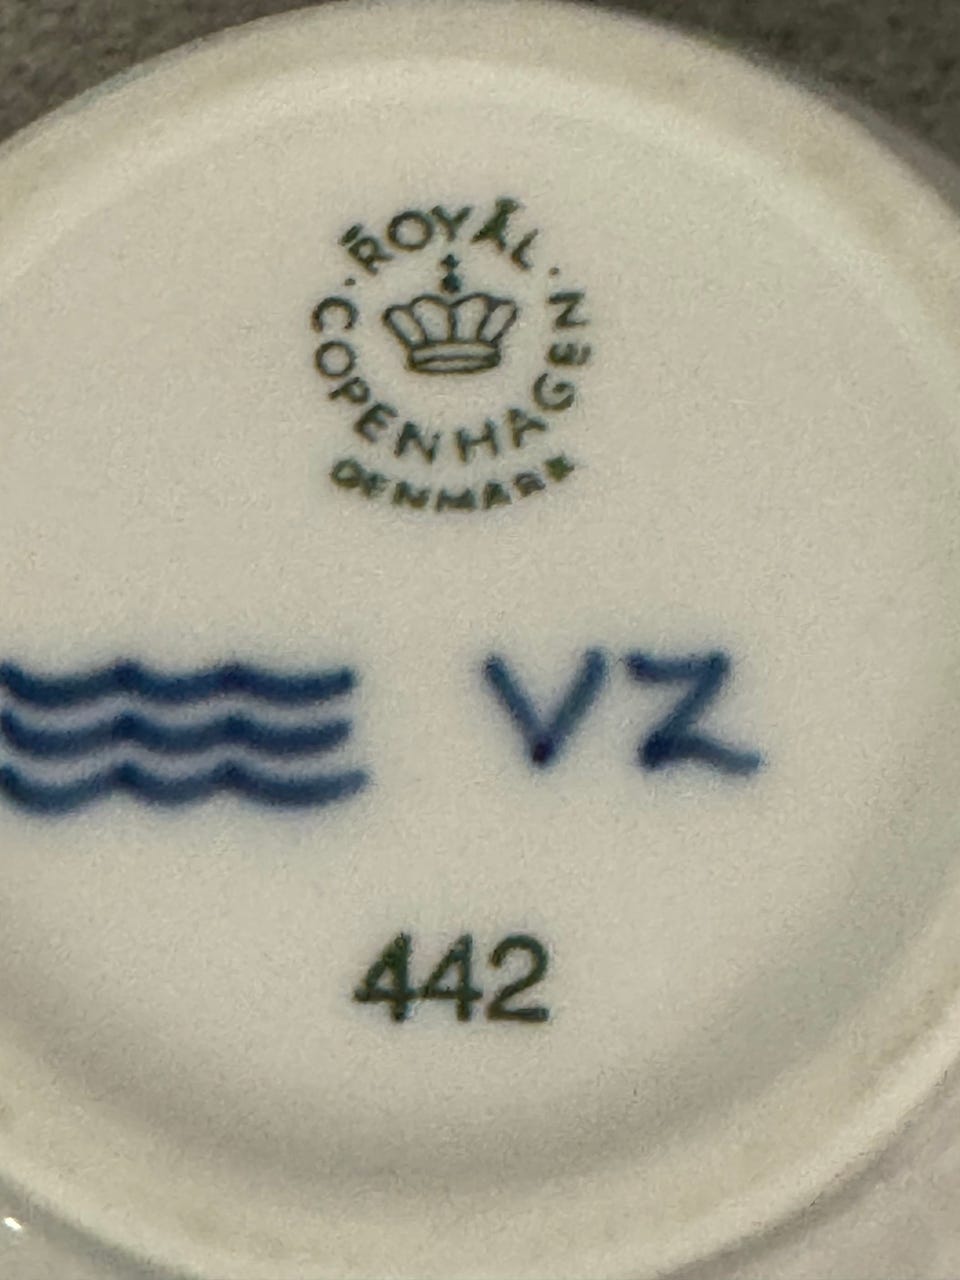 ROYAL
COPENHAGEN
DENMARK
VZ
442